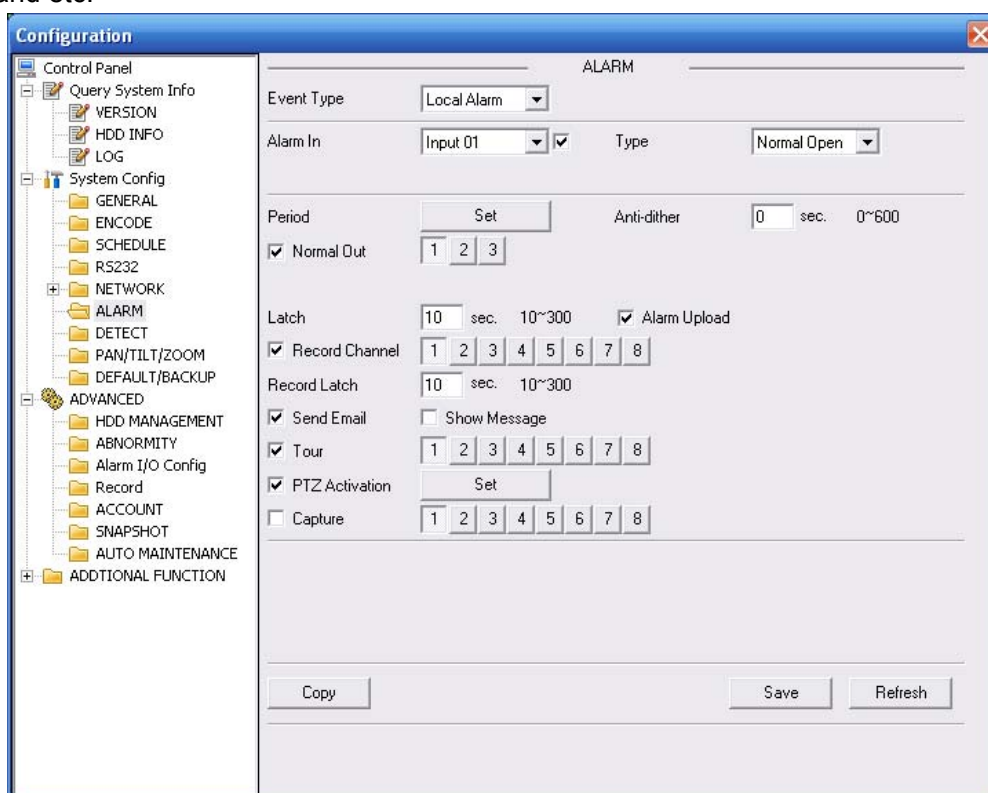 and etc.
Configuration
Control Panel
Query System Info
VERSION
HDD INFO
LOG
System Config
GENERAL
ENCODE
SCHEDULE
RS232
NETWORK
ALARM
DETECT
PAN/TILT/ZOOM
DEFAULT/BACKUP
ADVANCED
HDD MANAGEMENT
ABNORMITY
Alarm I/O Config
Record
ACCOUNT
SNAPSHOT
AUTO MAINTENANCE
ADDTIONAL FUNCTION
ALARM
Event Type Local Alarm
Alarm In Input 01 Type Normal Open
Period Set Anti-dither 0 sec. 0~600
Normal Out 1 2 3
Latch 10 sec. 10~300 Alarm Upload
Record Channel 1 2 3 4 5 6 7 8
Record Latch 10 sec. 10~300
Send Email Show Message
Tour 1 2 3 4 5 6 7 8
PTZ Activation Set
Capture 1 2 3 4 5 6 7 8
Copy Save Refresh